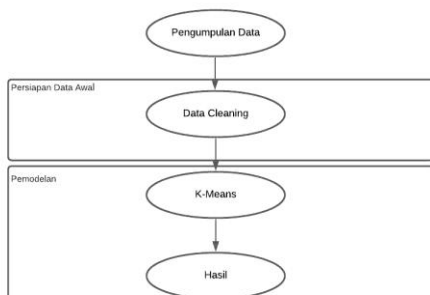 Pengumpulan Data
Persiapan Data Awal
Data Cleaning
Pemodelan
K-Means
Hasil